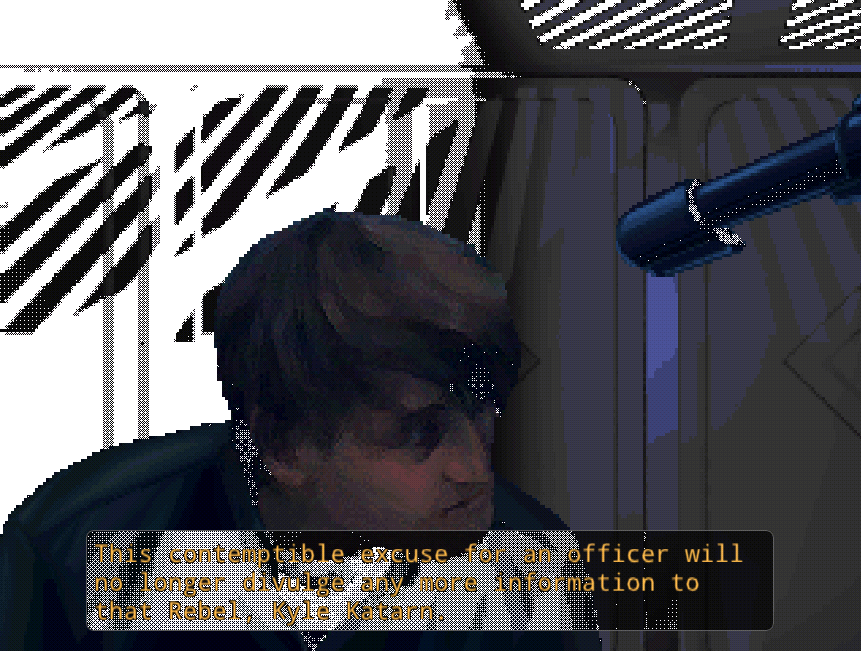 This contemptible excuse for an officer will
no longer divulge any more information to
that Rebel, Kyle Katarn.